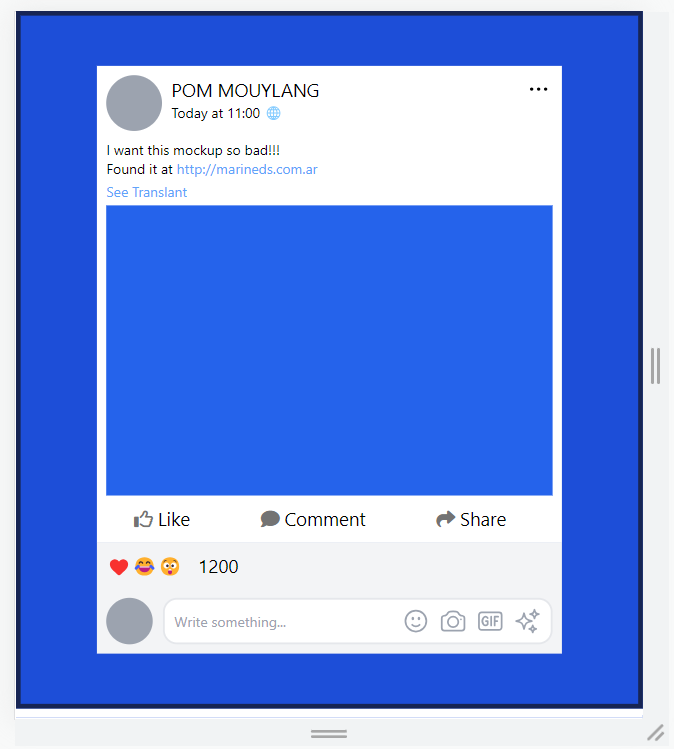 POM MOUYLANG
Today at 11:00
I want this mockup so bad!!!
Found it at http://marineds.com.ar
See Translant
Like Comment Share
1200
Write something... GIF